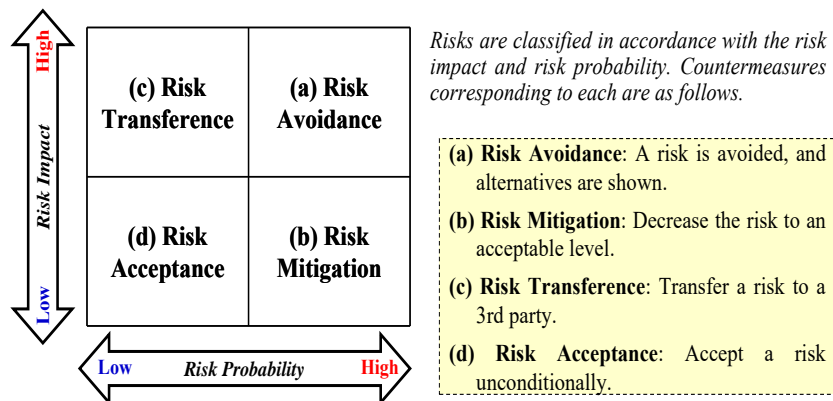 High
Risk Impact
Low
(c) Risk
Transference
(a) Risk
Avoidance
(d) Risk
Acceptance
(b) Risk
Mitigation
Low
Risk Probability
High
Risks are classified in accordance with the risk
impact and risk probability. Countermeasures
corresponding to each are as follows.
(a) Risk Avoidance: A risk is avoided, and
alternatives are shown.
(b) Risk Mitigation: Decrease the risk to an
acceptable level.
(c) Risk Transference: Transfer a risk to a
3rd party.
(d) Risk Acceptance: Accept a risk
unconditionally.